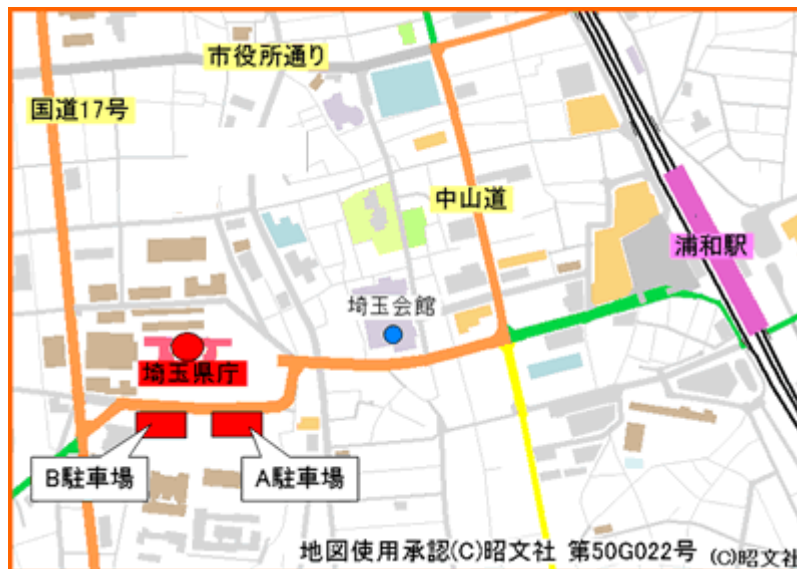 市役所通り
国道17号
中山道
浦和駅
埼玉会館
埼玉県庁
B駐車場
A駐車場
地図使用承認(C)昭文社 第50G022号
(C)昭文社